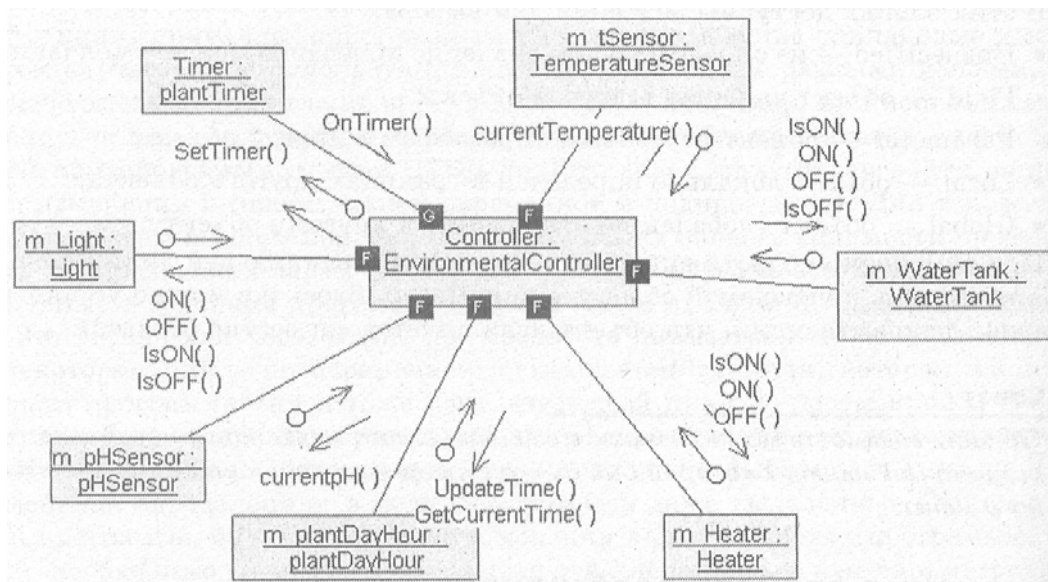 m_tSensor :
TemperatureSensor
Timer :
plantTimer
OnTimer( )
SetTimer( )
currentTemperature( )
IsON( )
ON( )
OFF( )
IsOFF( )
G
F
Controller :
EnvironmentalController
F
F
F
F
F
m_Light :
Light
ON( )
OFF( )
IsON( )
IsOFF( )
m_WaterTank :
WaterTank
IsON( )
ON( )
OFF( )
m_pHSensor :
pHSensor
currentpH( )
UpdateTime( )
GetCurrentTime( )
m_plantDayHour :
plantDayHour
m_Heater :
Heater